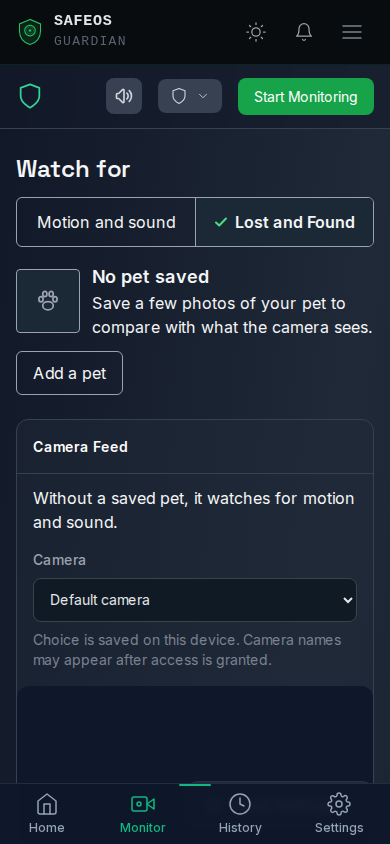 SAFEOS
GUARDIAN
Start Monitoring
Watch for
Motion and sound
Lost and Found
No pet saved
Save a few photos of your pet to
compare with what the camera sees.
Add a pet
Camera Feed
Without a saved pet, it watches for motion
and sound.
Camera
Default camera
Choice is saved on this device. Camera names
may appear after access is granted.
Home
Monitor
History
Settings